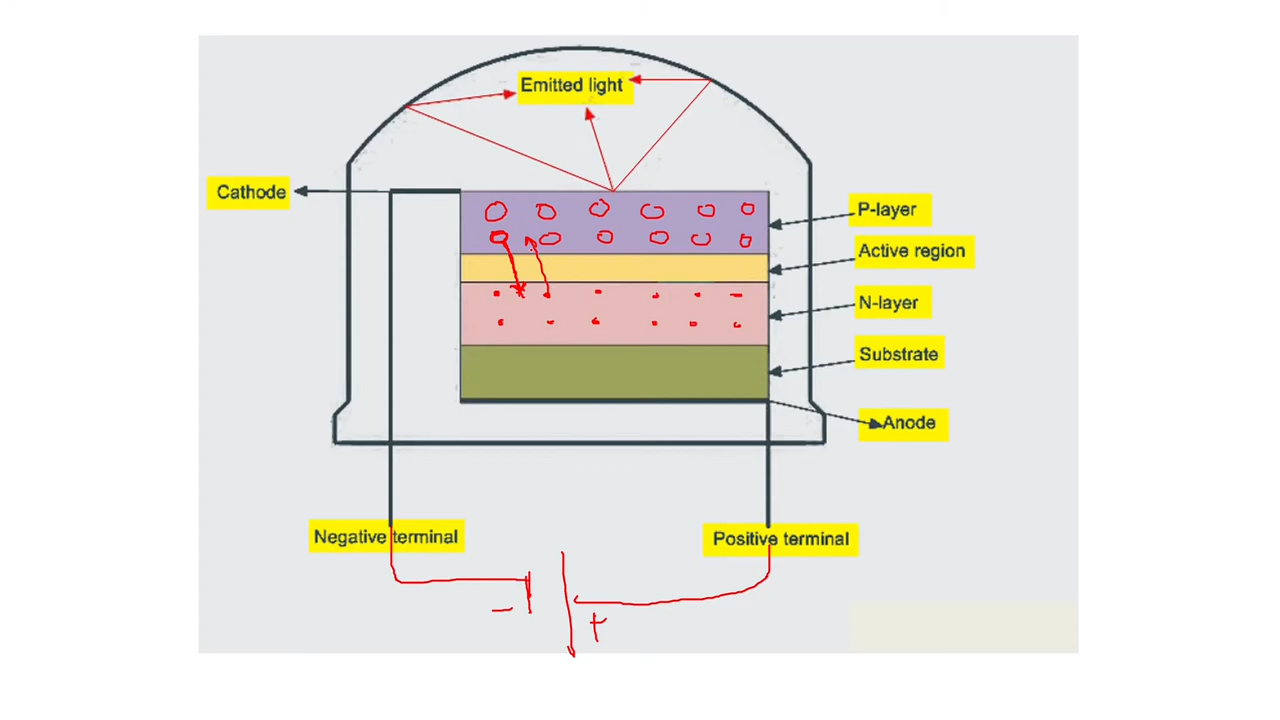 Emitted light
Cathode
P-layer
Active region
N-layer
Substrate
Anode
Negative terminal
Positive terminal
- +